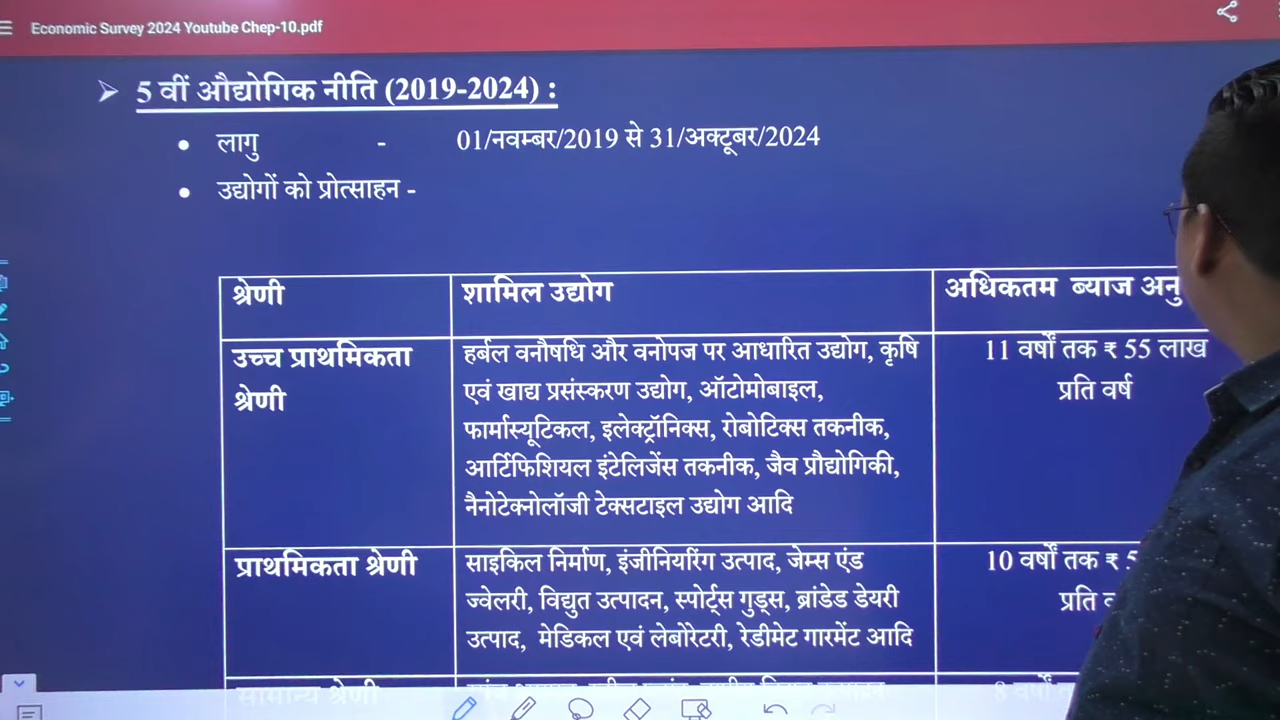 Economic Survey 2024 Youtube Chep-10.pdf
➢ 5 वीं औद्योगिक नीति (2019-2024) :
• लागु - 01/नवम्बर/2019 से 31/अक्टूबर/2024
• उद्योगों को प्रोत्साहन -
श्रेणी शामिल उद्योग अधिकतम ब्याज
उच्च प्राथमिकता श्रेणी
हर्बल वनौषधि और वनोपज पर आधारित उद्योग, कृषि
एवं खाद्य प्रसंस्करण उद्योग, ऑटोमोबाइल,
फार्मास्यूटिकल, इलेक्ट्रॉनिक्स, रोबोटिक्स तकनीक,
आर्टिफिशियल इंटेलिजेंस तकनीक, जैव प्रौद्योगिकी,
नैनोटेक्नोलॉजी टेक्सटाइल उद्योग आदि
11 वर्षों तक ₹ 55 लाख
प्रति वर्ष
प्राथमिकता श्रेणी
साइकिल निर्माण, इंजीनियरिंग उत्पाद, जेम्स एंड
ज्वेलरी, विद्युत उत्पादन, स्पोर्ट्स गुड्स, ब्रांडेड डेयरी
उत्पाद, मेडिकल एवं लेबोरेटरी, रेडीमेट गारमेंट आदि
10 वर्षों तक ₹
प्रति
सामान्य श्रेणी